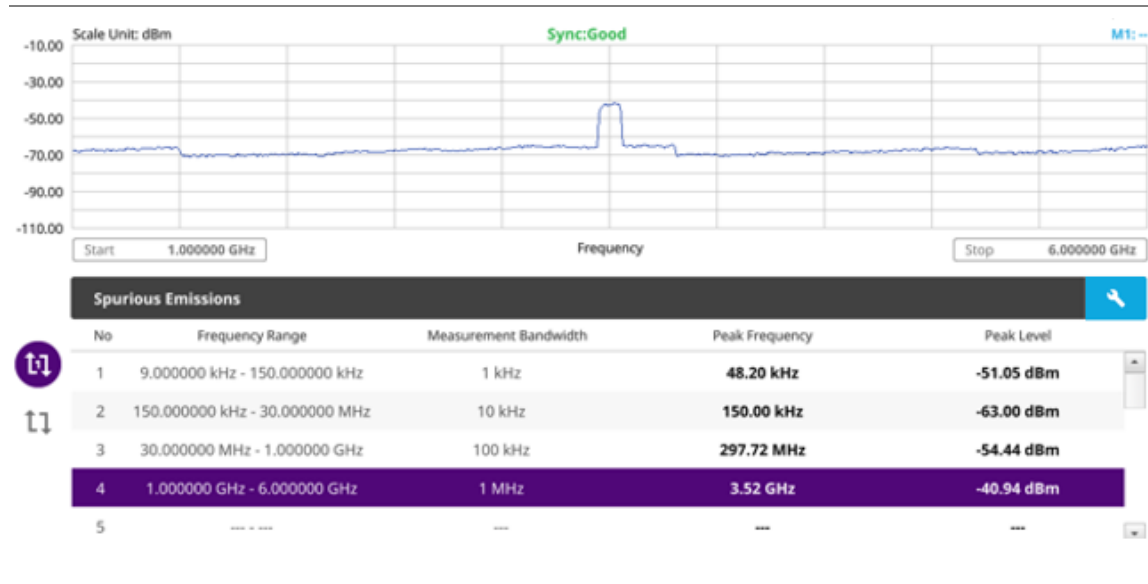 Scale Unit: dBm Sync:Good M1: --
-10.00
-30.00
-50.00
-70.00
-90.00
-110.00
Start 1.000000 GHz Frequency Stop 6.000000 GHz
Spurious Emissions
No Frequency Range Measurement Bandwidth Peak Frequency Peak Level
1 9.000000 kHz - 150.000000 kHz 1 kHz 48.20 kHz -51.05 dBm
2 150.000000 kHz - 30.000000 MHz 10 kHz 150.00 kHz -63.00 dBm
3 30.000000 MHz - 1.000000 GHz 100 kHz 297.72 MHz -54.44 dBm
4 1.000000 GHz - 6.000000 GHz 1 MHz 3.52 GHz -40.94 dBm
5 --- - --- --- --- ---